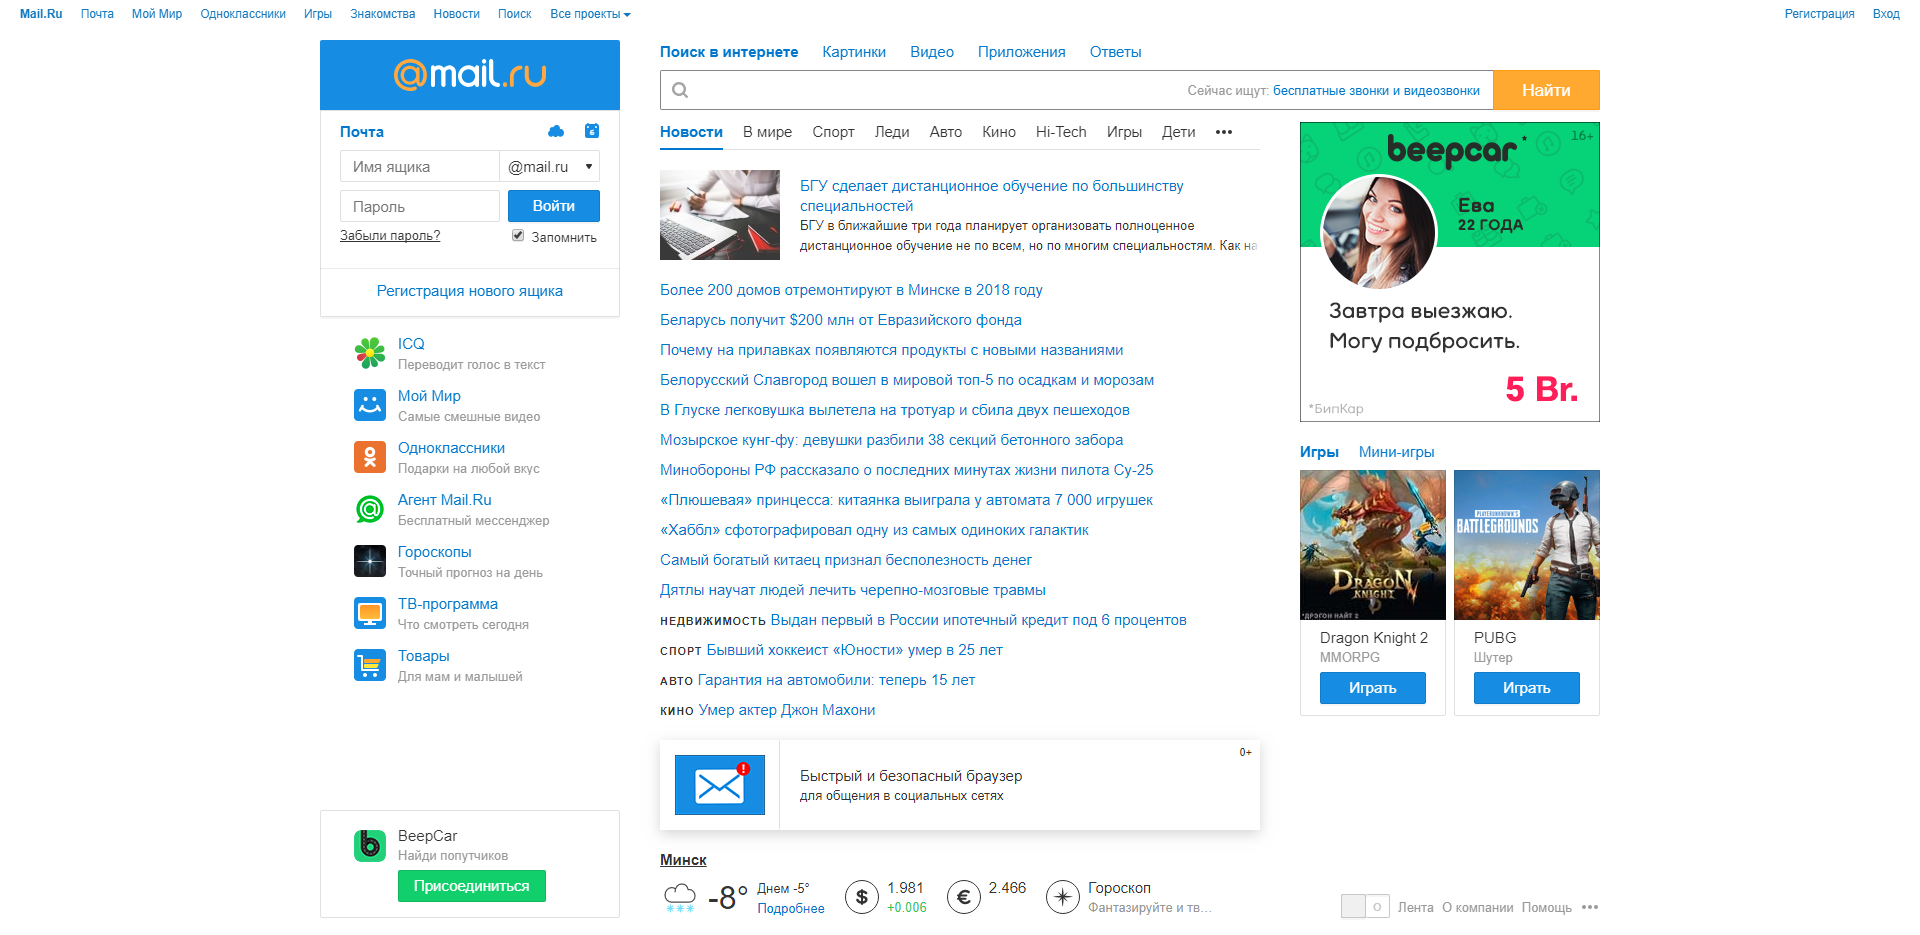 Mail.Ru Почта Мой Мир Одноклассники Игры Знакомства Новости Поиск Все проекты Регистрация Вход
@mail.ru
Почта
6
Имя ящика @mail.ru
Пароль Войти
Забыли пароль? Запомнить
Регистрация нового ящика
ICQ
Переводит голос в текст
Мой Мир
Самые смешные видео
Одноклассники
Подарки на любой вкус
Агент Mail.Ru
Бесплатный мессенджер
Гороскопы
Точный прогноз на день
ТВ-программа
Что смотреть сегодня
Товары
Для мам и малышей
BeepCar
Найди попутчиков
Присоединиться
Поиск в интернете Картинки Видео Приложения Ответы
Сейчас ищут: бесплатные звонки и видеозвонки Найти
Новости В мире Спорт Леди Авто Кино Hi-Tech Игры Дети •••
БГУ сделает дистанционное обучение по большинству
специальностей
БГУ в ближайшие три года планирует организовать полноценное
дистанционное обучение не по всем, но по многим специальностям. Как на
Более 200 домов отремонтируют в Минске в 2018 году
Беларусь получит $200 млн от Евразийского фонда
Почему на прилавках появляются продукты с новыми названиями
Белорусский Славгород вошел в мировой топ-5 по осадкам и морозам
В Глуске легковушка вылетела на тротуар и сбила двух пешеходов
Мозырское кунг-фу: девушки разбили 38 секций бетонного забора
Минобороны РФ рассказало о последних минутах жизни пилота Су-25
«Плюшевая» принцесса: китаянка выиграла у автомата 7 000 игрушек
«Хаббл» сфотографировал одну из самых одиноких галактик
Самый богатый китаец признал бесполезность денег
Дятлы научат людей лечить черепно-мозговые травмы
НЕДВИЖИМОСТЬ Выдан первый в России ипотечный кредит под 6 процентов
СПОРТ Бывший хоккеист «Юности» умер в 25 лет
АВТО Гарантия на автомобили: теперь 15 лет
КИНО Умер актер Джон Махони
0+
Быстрый и безопасный браузер
для общения в социальных сетях
Минск
-8° Днем -5° $ 1.981 € 2.466 Гороскоп
Подробнее +0.006 Фантазируйте и тв...
16+
beepcar*
Ева
22 ГОДА
Завтра выезжаю.
Могу подбросить.
5 Br.
*БипКар
Игры Мини-игры
DRAGON
KNIGHT
*ДРЭГОН НАЙТ 2
PLAYERUNKNOWN'S
BATTLEGROUNDS
Dragon Knight 2 PUBG
MMORPG Шутер
Играть Играть
Лента О компании Помощь •••